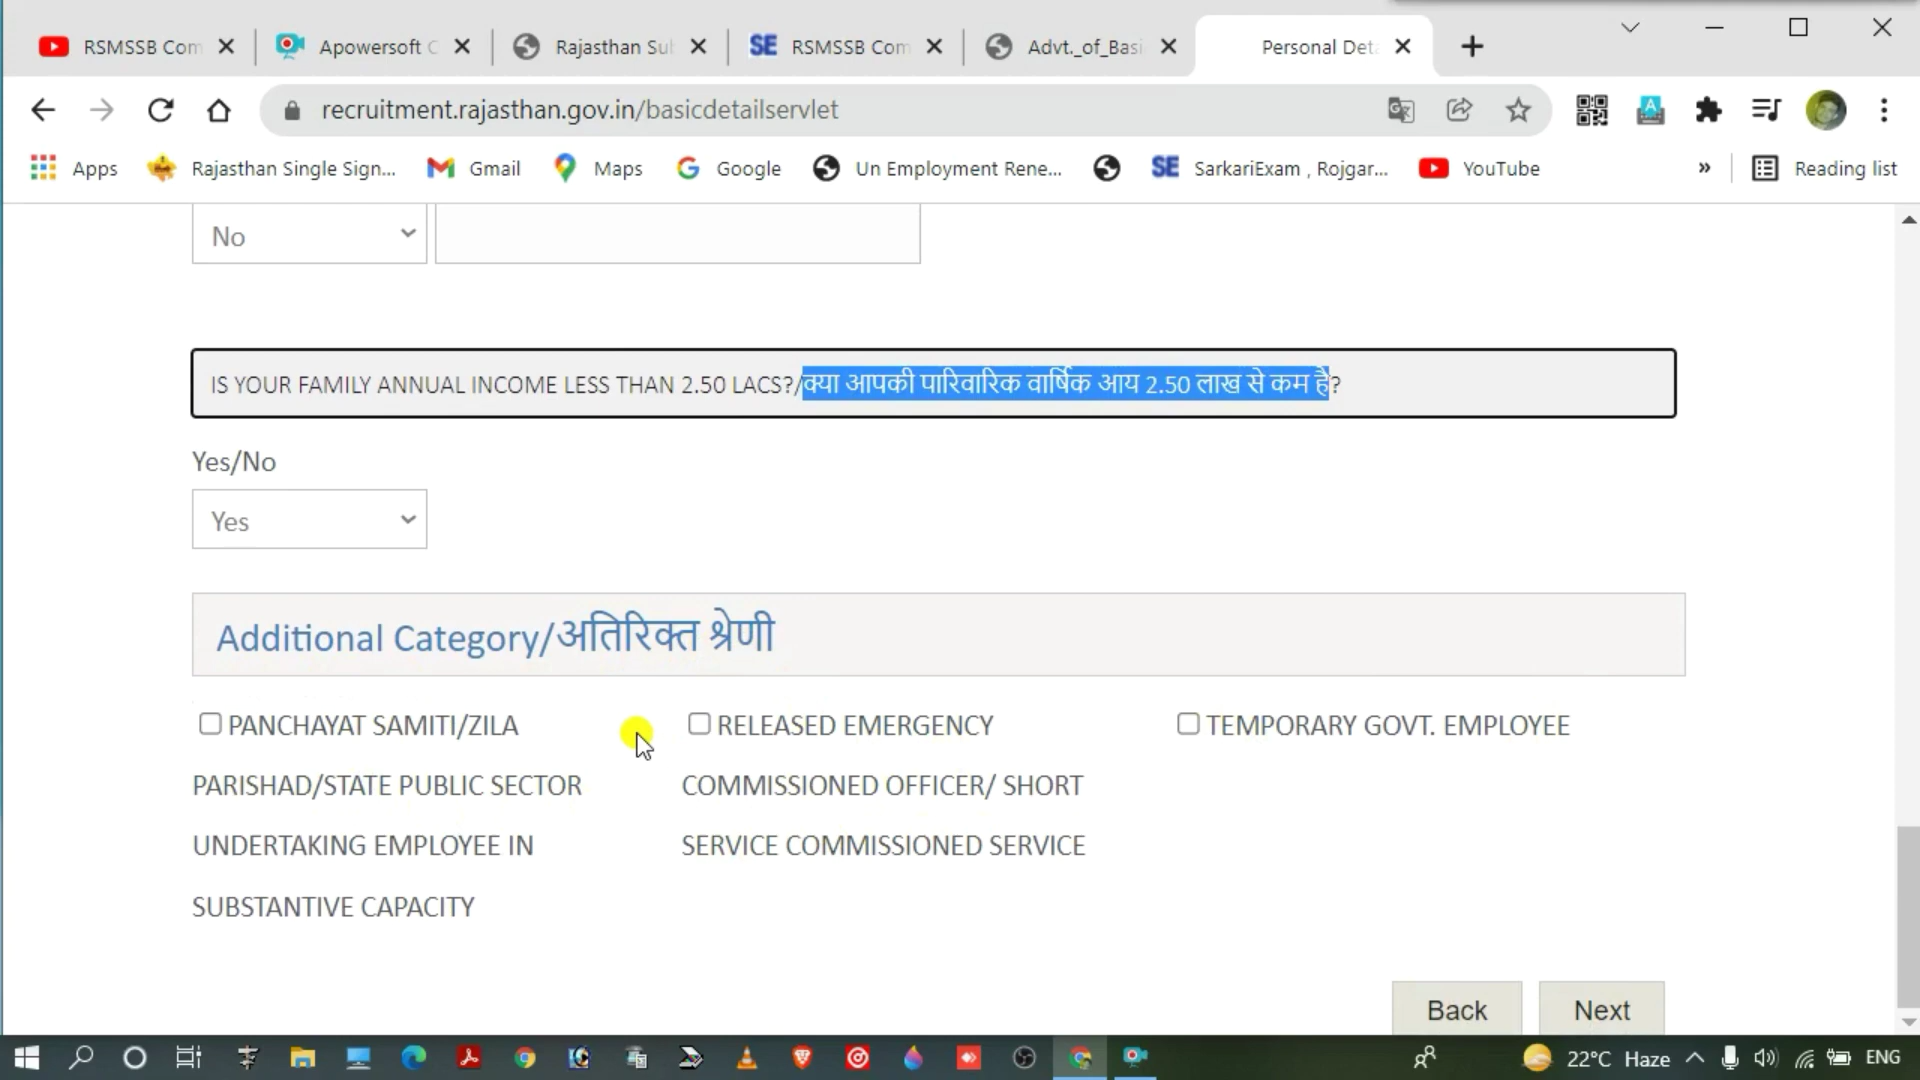 RSMSSB Com
Apowersoft C
Rajasthan Su
RSMSSB Com
Advt._of_Basi
Personal Det
recruitment.rajasthan.gov.in/basicdetailservlet
Apps
Rajasthan Single Sign...
Gmail
Maps
Google
Un Employment Rene...
SE
SarkariExam , Rojgar...
YouTube
»
Reading list
No
IS YOUR FAMILY ANNUAL INCOME LESS THAN 2.50 LACS?/क्या आपकी पारिवारिक वार्षिक आय 2.50 लाख से कम है?
Yes/No
Yes
Additional Category/अतिरिक्त श्रेणी
PANCHAYAT SAMITI/ZILA
PARISHAD/STATE PUBLIC SECTOR
UNDERTAKING EMPLOYEE IN
SUBSTANTIVE CAPACITY
RELEASED EMERGENCY
COMMISSIONED OFFICER/ SHORT
SERVICE COMMISSIONED SERVICE
TEMPORARY GOVT. EMPLOYEE
Back
Next
22°C Haze
ENG